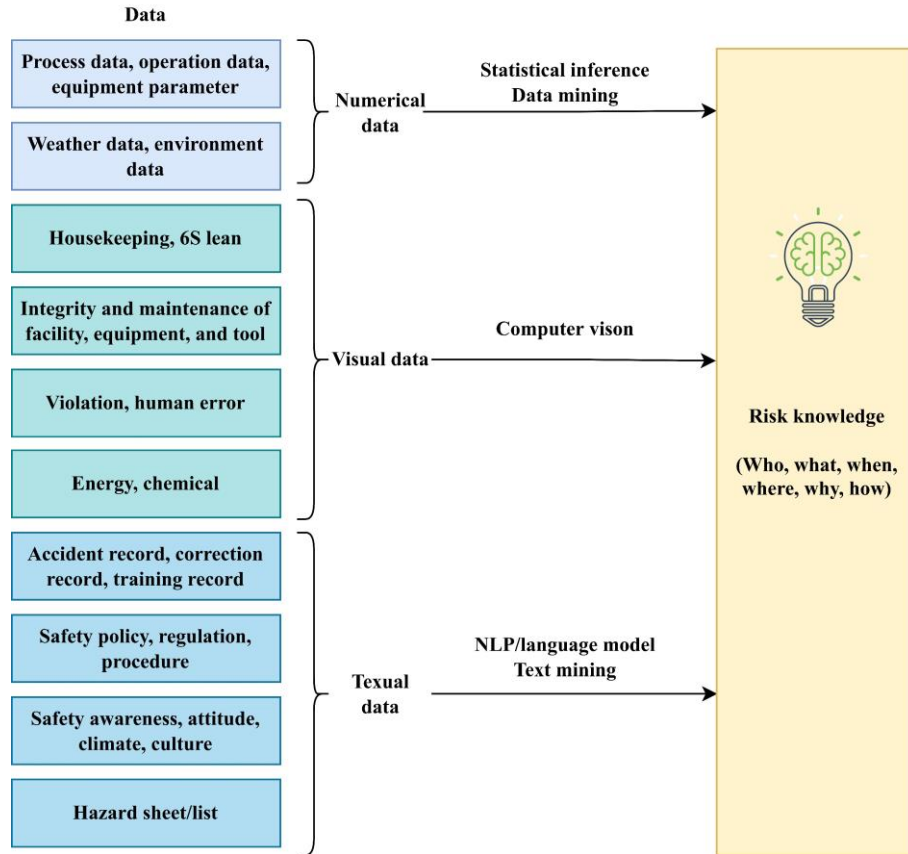 Data
Process data, operation data,
equipment parameter
Weather data, environment
data
Housekeeping, 6S lean
Integrity and maintenance of
facility, equipment, and tool
Violation, human error
Energy, chemical
Accident record, correction
record, training record
Safety policy, regulation,
procedure
Safety awareness, attitude,
climate, culture
Hazard sheet/list
Numerical
data
Visual data
Texual
data
Statistical inference
Data mining
Computer vison
NLP/language model
Text mining
Risk knowledge
(Who, what, when,
where, why, how)